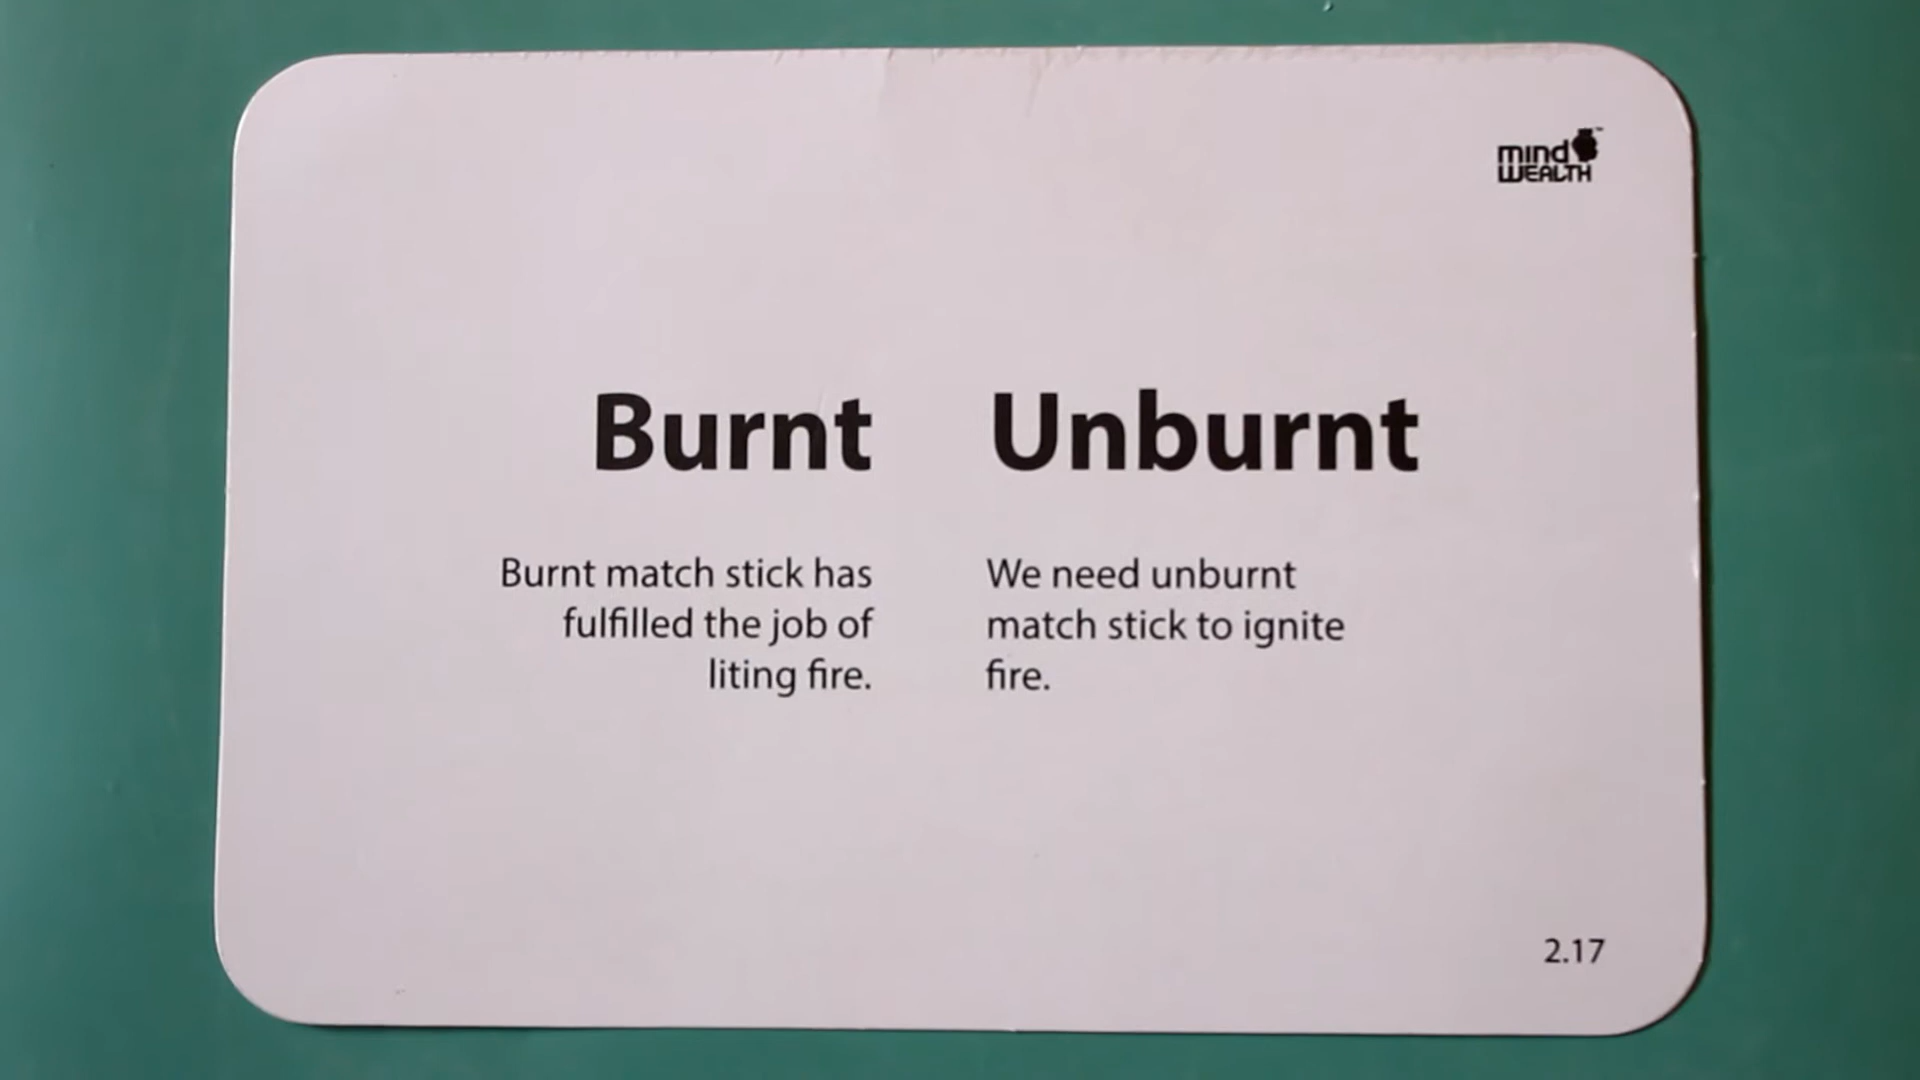 mind
WEALTH™
Burnt
Burnt match stick has
fulfilled the job of
liting fire.
Unburnt
We need unburnt
match stick to ignite
fire.
2.17